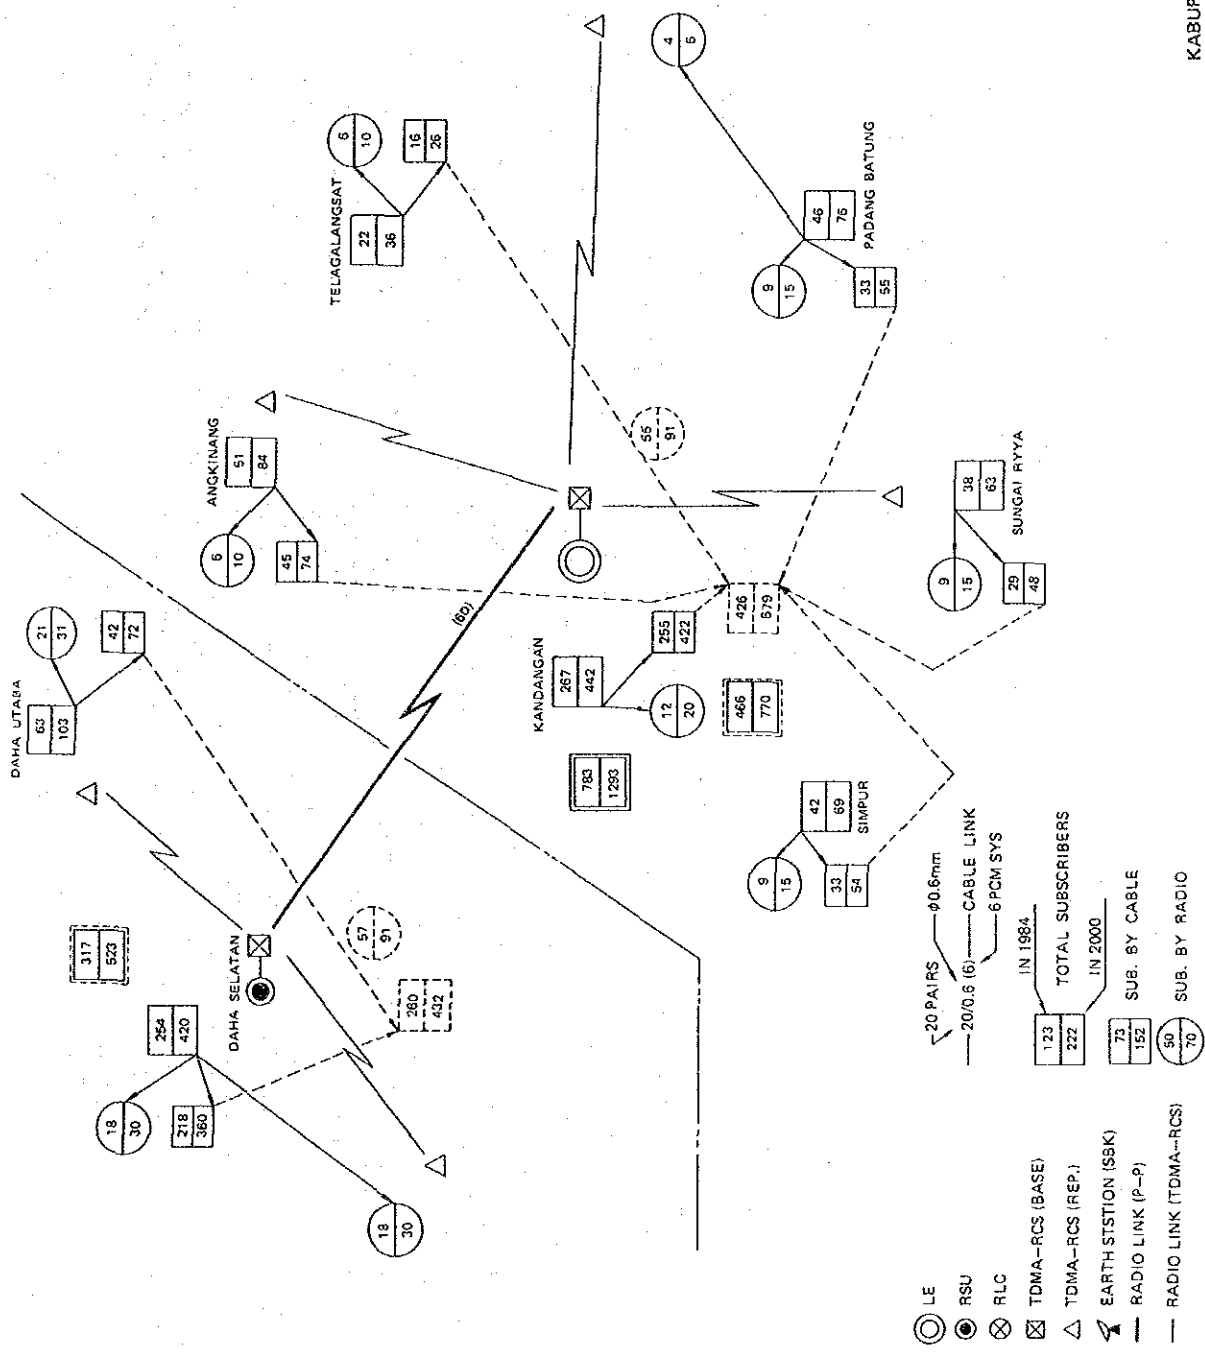 KABUP
4
6
6
10
TELAGALANGSAT
16
26
22
36
46
76
PADANG BATUNG
9
15
33
55
ANGKINANG
51
84
6
10
45
74
55
91
38
63
SUNGAI RYYA
9
15
29
48
(60)
21
31
42
72
DAHA UTARA
63
103
KANDANGAN
267
442
255
422
426
679
12
20
466
770
783
1293
42
69
SIMPUR
9
15
33
54
317
523
DAHA SELATAN
57
91
260
432
254
420
18
30
218
360
18
30
20 PAIRS
φ0.6mm
20/0.6 (6)
CABLE LINK
6 PCM SYS
123
222
IN 1984
TOTAL SUBSCRIBERS
IN 2000
73
152
SUB. BY CABLE
50
70
SUB. BY RADIO
LE
RSU
RLC
TDMA-RCS (BASE)
TDMA-RCS (REP.)
EARTH STSTION (SBK)
RADIO LINK (P-P)
RADIO LINK (TDMA-RCS)